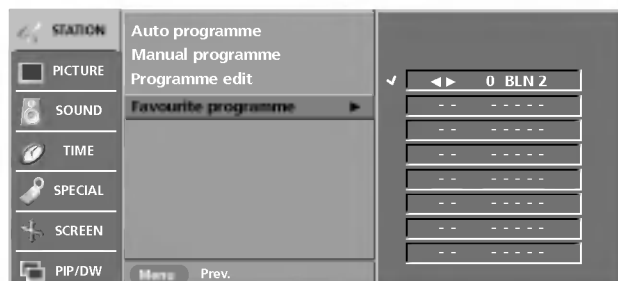 STATION
PICTURE
SOUND
TIME
SPECIAL
SCREEN
PIP/DW
Auto programme
Manual programme
Programme edit
Favourite programme ►
Menu Prev.
✔ ◄► 0 BLN 2
- - - - - - -
- - - - - - -
- - - - - - -
- - - - - - -
- - - - - - -
- - - - - - -
- - - - - - -